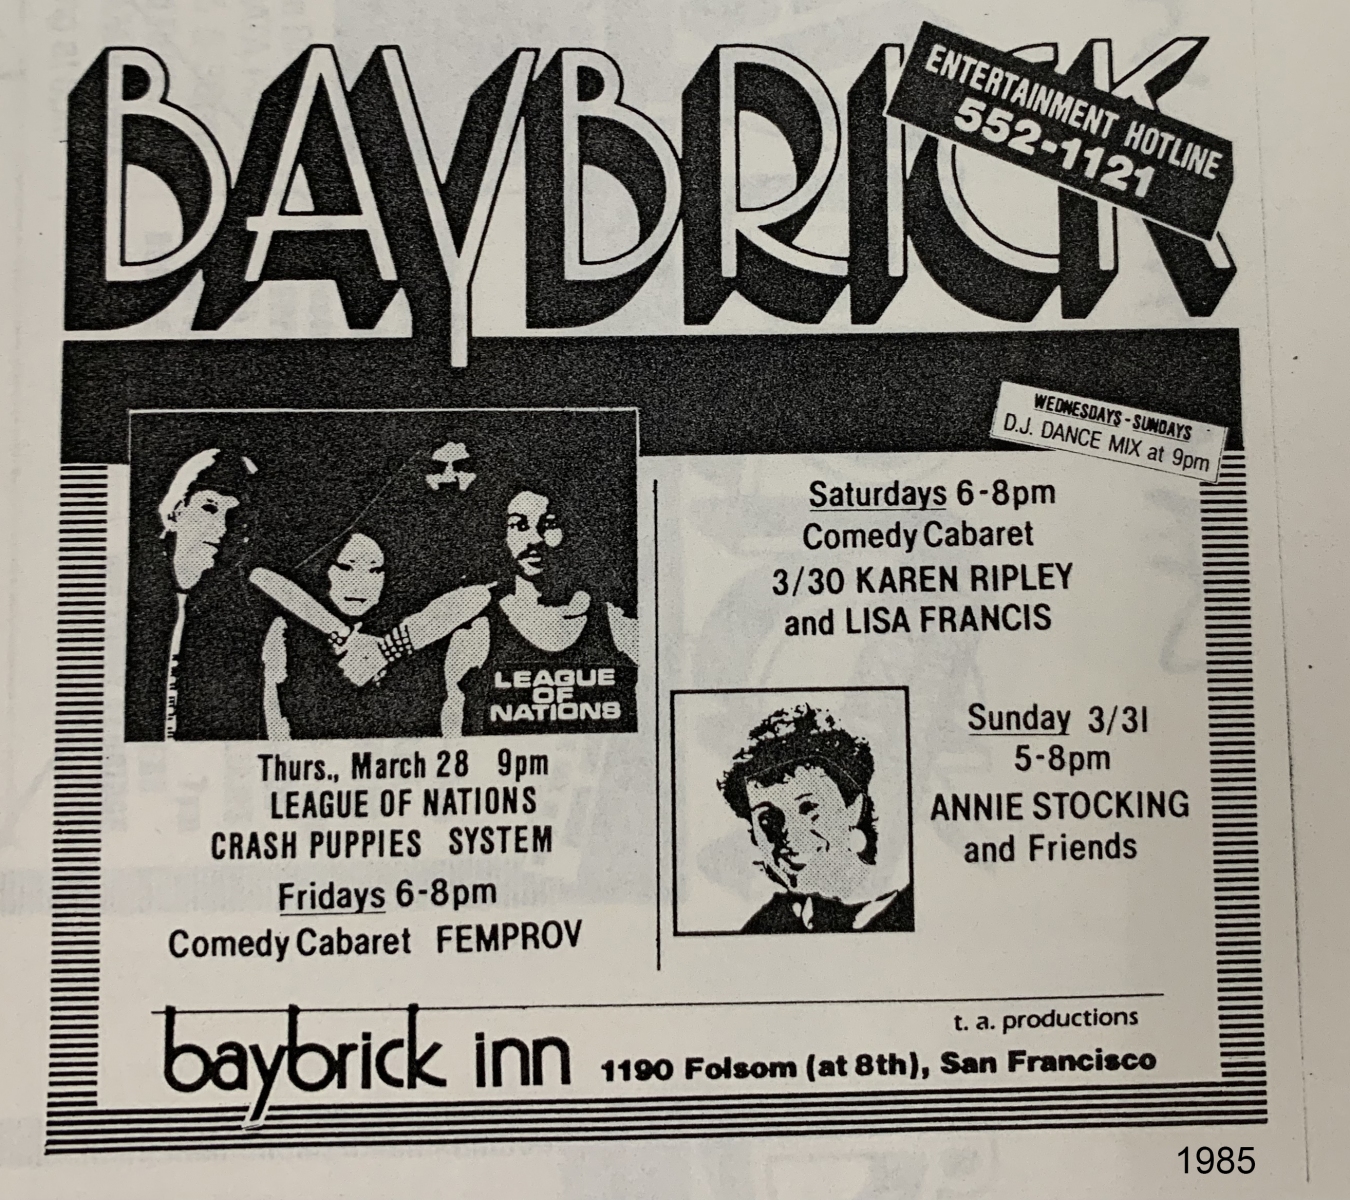 BAYBRICK
ENTERTAINMENT HOTLINE
552-1121
WEDNESDAYS - SUNDAYS
D.J. DANCE MIX at 9pm
LEAGUE
OF
NATIONS
Thurs., March 28 9pm
LEAGUE OF NATIONS
CRASH PUPPIES SYSTEM
Fridays 6-8pm
Comedy Cabaret FEMPROV
Saturdays 6-8pm
Comedy Cabaret
3/30 KAREN RIPLEY
and LISA FRANCIS
Sunday 3/31
5-8pm
ANNIE STOCKING
and Friends
t. a. productions
baybrick inn 1190 Folsom (at 8th), San Francisco
1985